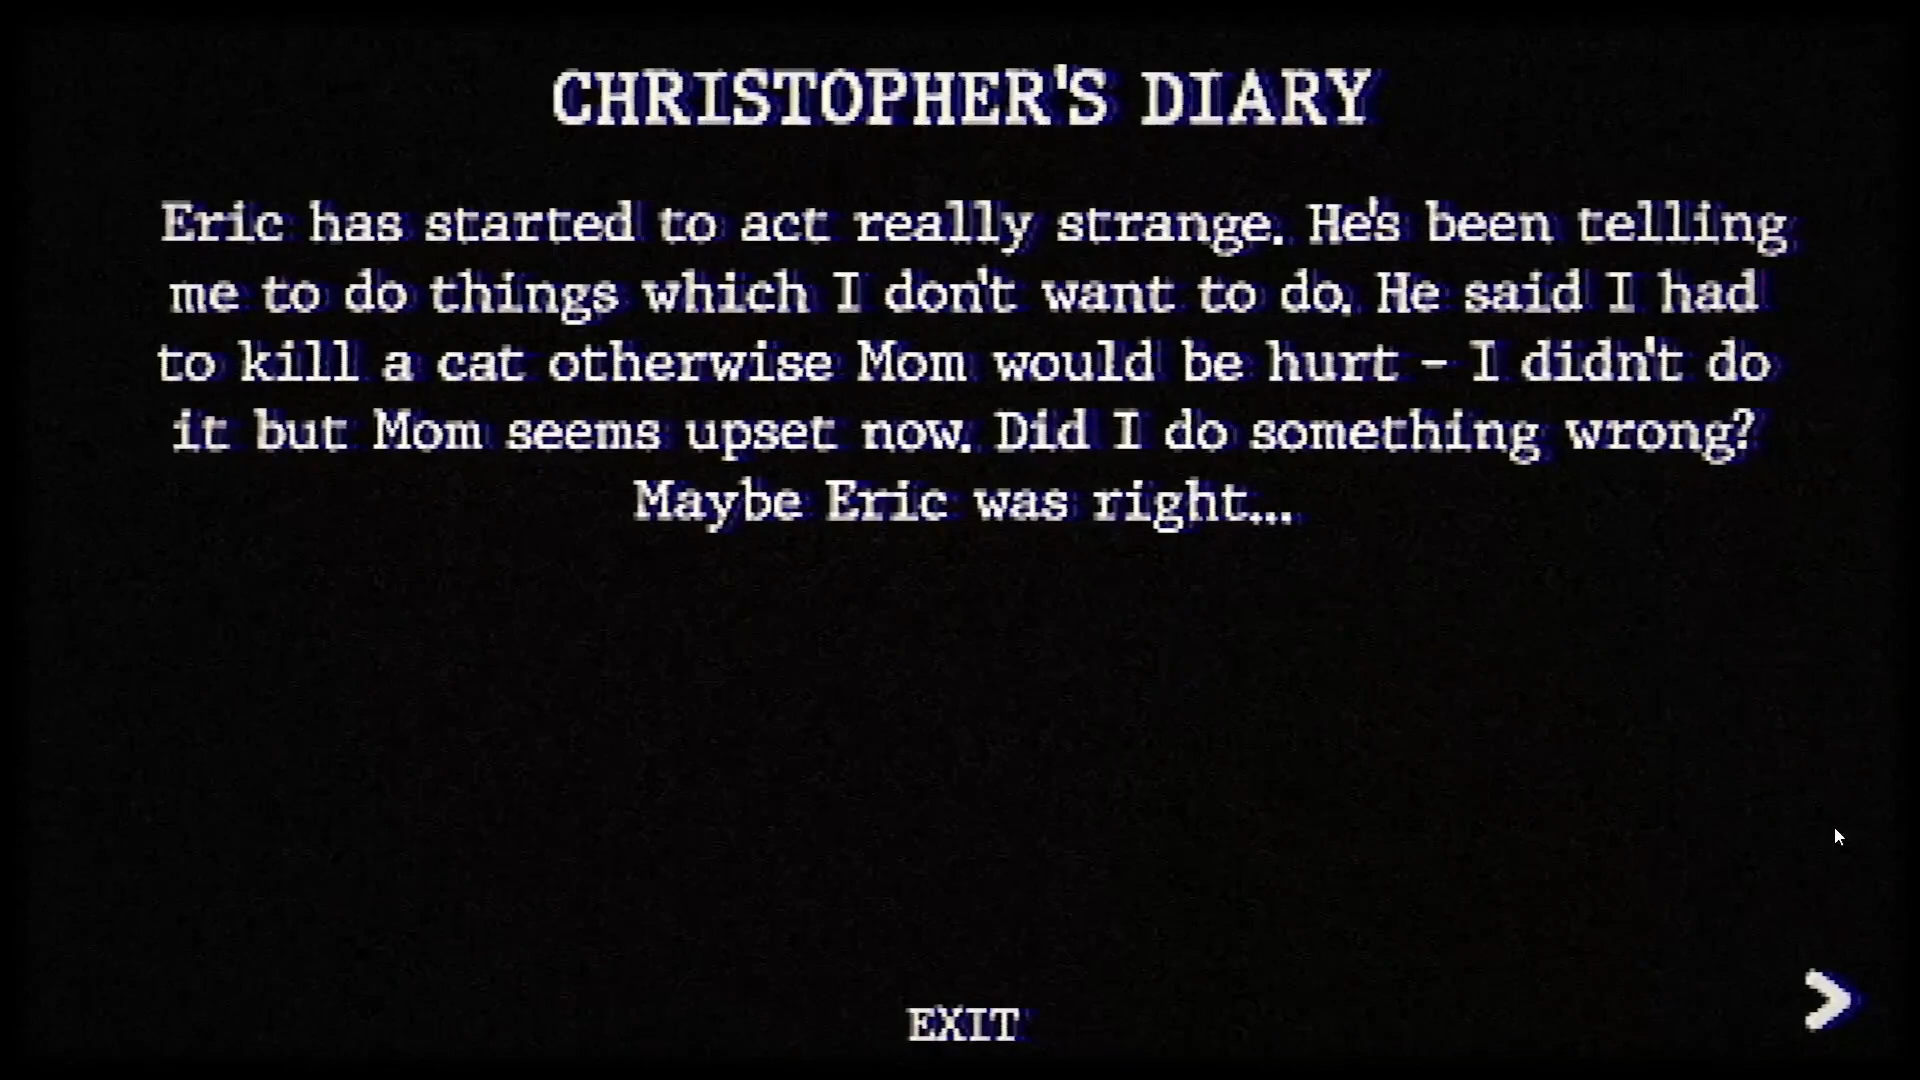 CHRISTOPHER'S DIARY
Eric has started to act really strange. He's been telling
me to do things which I don't want to do. He said I had
to kill a cat otherwise Mom would be hurt - I didn't do
it but Mom seems upset now. Did I do something wrong?
Maybe Eric was right...
EXIT